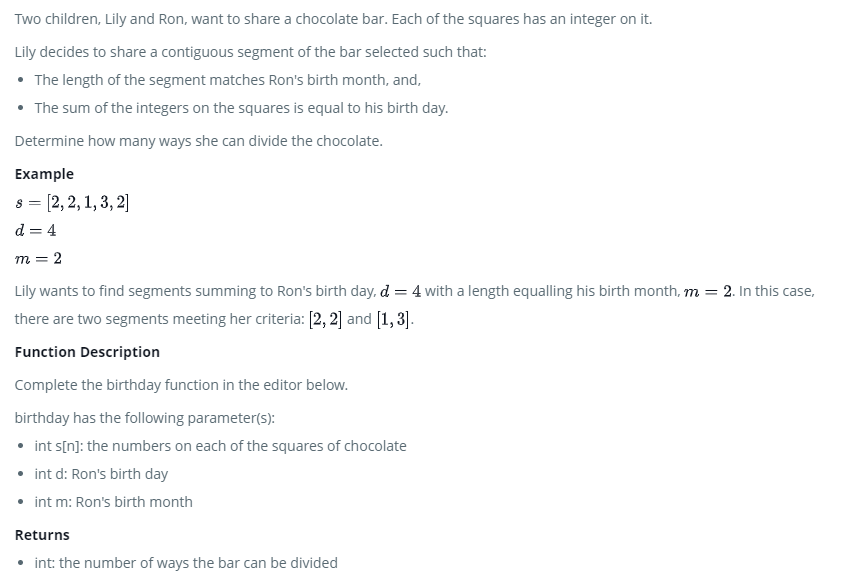 Two children, Lily and Ron, want to share a chocolate bar. Each of the squares has an integer on it.
Lily decides to share a contiguous segment of the bar selected such that:
• The length of the segment matches Ron's birth month, and,
• The sum of the integers on the squares is equal to his birth day.
Determine how many ways she can divide the chocolate.
Example
s = [2, 2, 1, 3, 2]
d = 4
m = 2
Lily wants to find segments summing to Ron's birth day, d = 4 with a length equalling his birth month, m = 2. In this case,
there are two segments meeting her criteria: [2, 2] and [1, 3].
Function Description
Complete the birthday function in the editor below.
birthday has the following parameter(s):
• int s[n]: the numbers on each of the squares of chocolate
• int d: Ron's birth day
• int m: Ron's birth month
Returns
• int: the number of ways the bar can be divided